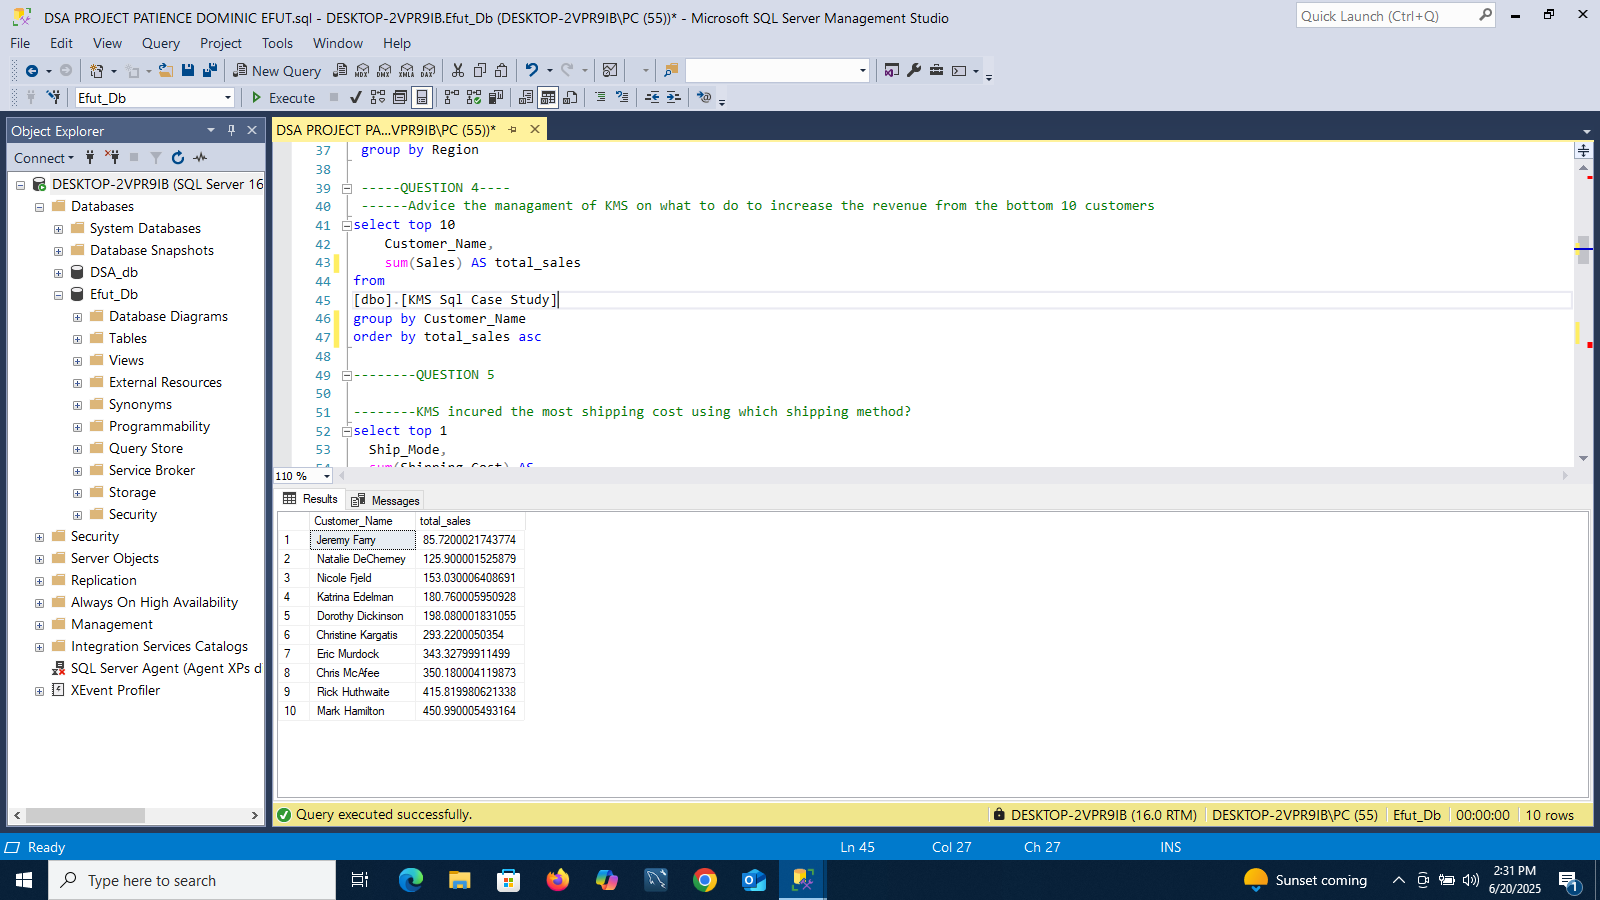 DSA PROJECT PATIENCE DOMINIC EFUT.sql - DESKTOP-2VPR9IB.Efut_Db (DESKTOP-2VPR9IB\PC (55))* - Microsoft SQL Server Management Studio
Quick Launch (Ctrl+Q)
File Edit View Query Project Tools Window Help
New Query
MDX DMX XMLA DAX
Efut_Db
Execute
Object Explorer
Connect
DESKTOP-2VPR9IB (SQL Server 16
Databases
System Databases
Database Snapshots
DSA_db
Efut_Db
Database Diagrams
Tables
Views
External Resources
Synonyms
Programmability
Query Store
Service Broker
Storage
Security
Security
Server Objects
Replication
Always On High Availability
Management
Integration Services Catalogs
SQL Server Agent (Agent XPs d
XEvent Profiler
DSA PROJECT PA...VPR9IB\PC (55))*
37 group by Region
38
39 -----QUESTION 4----
40 ------Advice the managament of KMS on what to do to increase the revenue from the bottom 10 customers
41 select top 10
42 Customer_Name,
43 sum(Sales) AS total_sales
44 from
45 [dbo].[KMS Sql Case Study]
46 group by Customer_Name
47 order by total_sales asc
48
49 --------QUESTION 5
50
51 --------KMS incured the most shipping cost using which shipping method?
52 select top 1
53 Ship_Mode,
54 sum(Shipping_Cost) AS
110 %
Results Messages
Customer_Name total_sales
1 Jeremy Farry 85.7200021743774
2 Natalie DeCherney 125.900001525879
3 Nicole Fjeld 153.030006408691
4 Katrina Edelman 180.760005950928
5 Dorothy Dickinson 198.080001831055
6 Christine Kargatis 293.2200050354
7 Eric Murdock 343.32799911499
8 Chris McAfee 350.180004119873
9 Rick Huthwaite 415.819980621338
10 Mark Hamilton 450.990005493164
Query executed successfully.
DESKTOP-2VPR9IB (16.0 RTM) DESKTOP-2VPR9IB\PC (55) Efut_Db 00:00:00 10 rows
Ready
Ln 45 Col 27 Ch 27 INS
Type here to search
Sunset coming
2:31 PM
6/20/2025
1